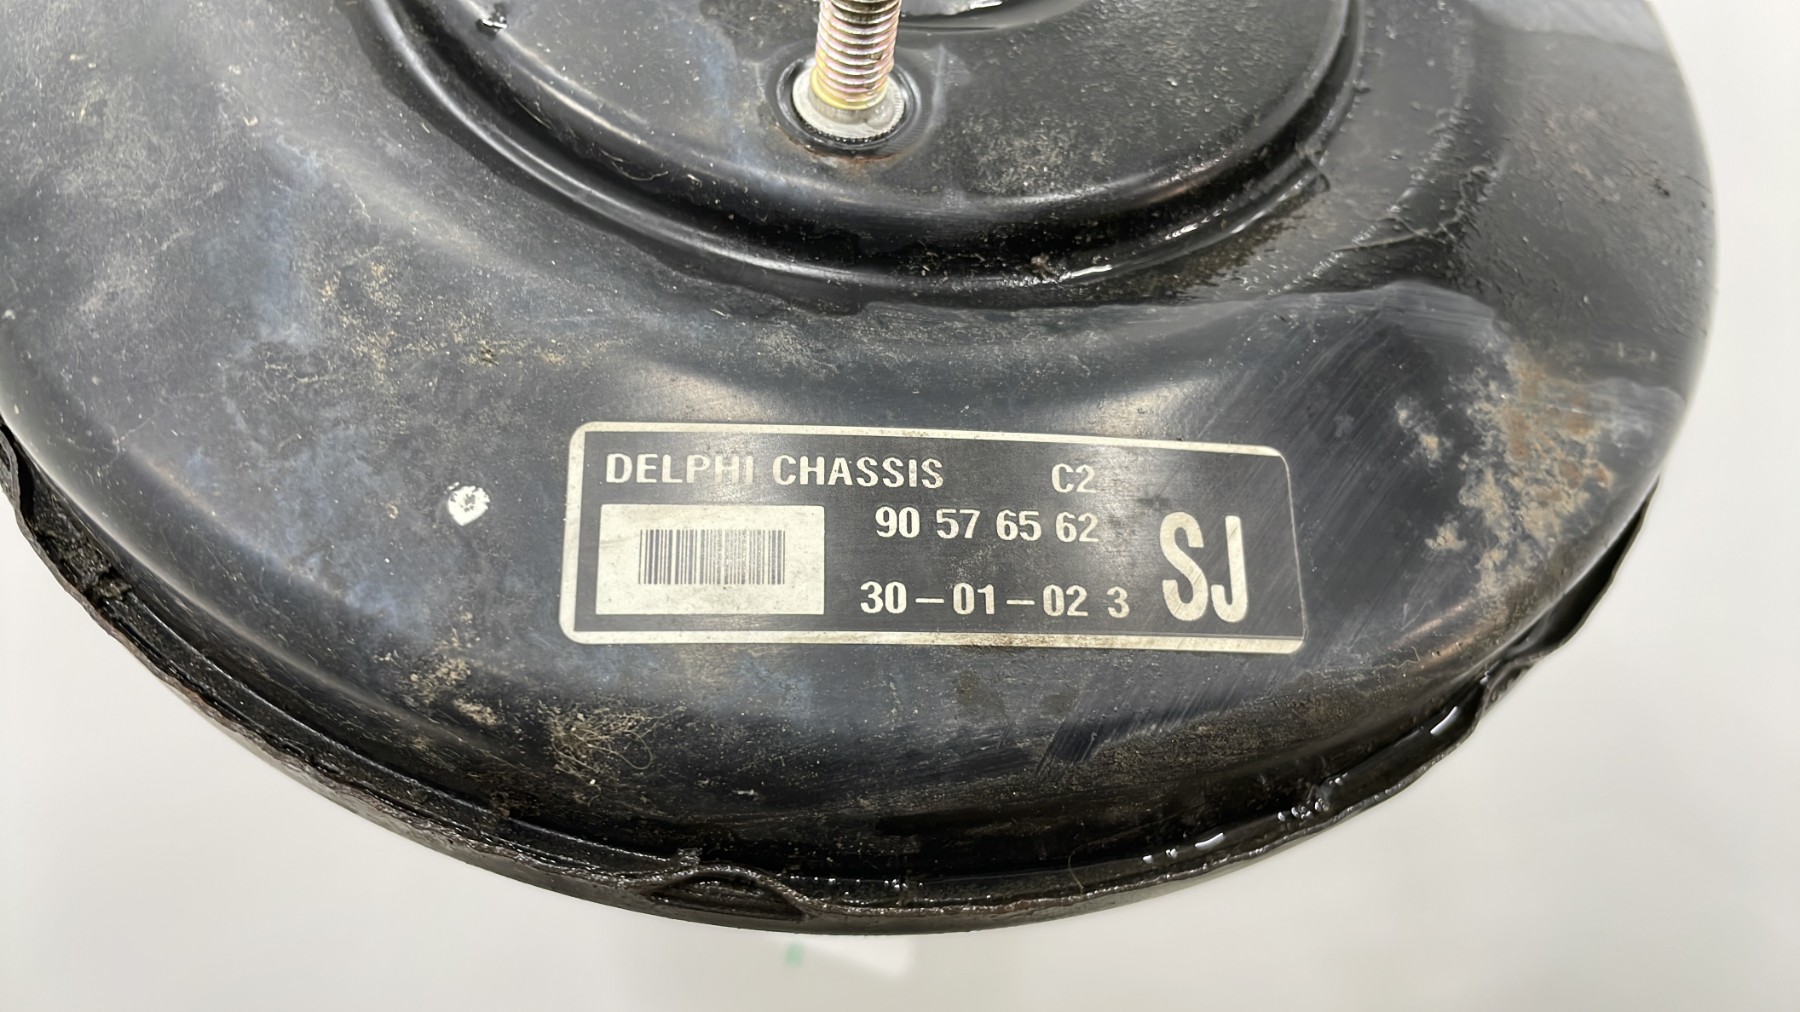 DELPHI CHASSIS C2
90 57 65 62
30-01-02 3
SJ